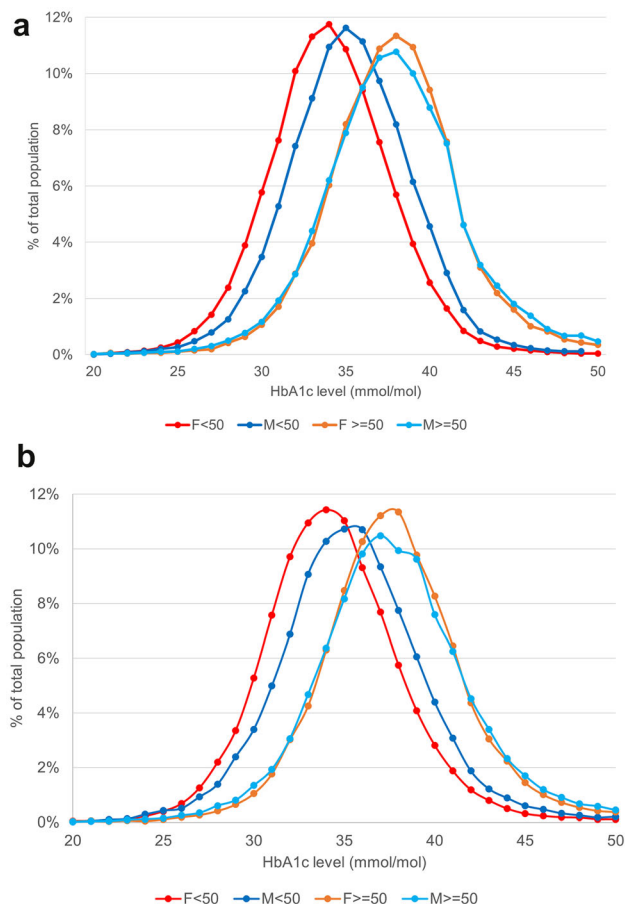 a
12%
10%
8%
6%
4%
2%
0%
% of total population
20 25 30 35 40 45 50
HbA1c level (mmol/mol)
F<50 M<50 F >=50 M>=50
b
12%
10%
8%
6%
4%
2%
0%
% of total population
20 25 30 35 40 45 50
HbA1c level (mmol/mol)
F<50 M<50 F>=50 M>=50